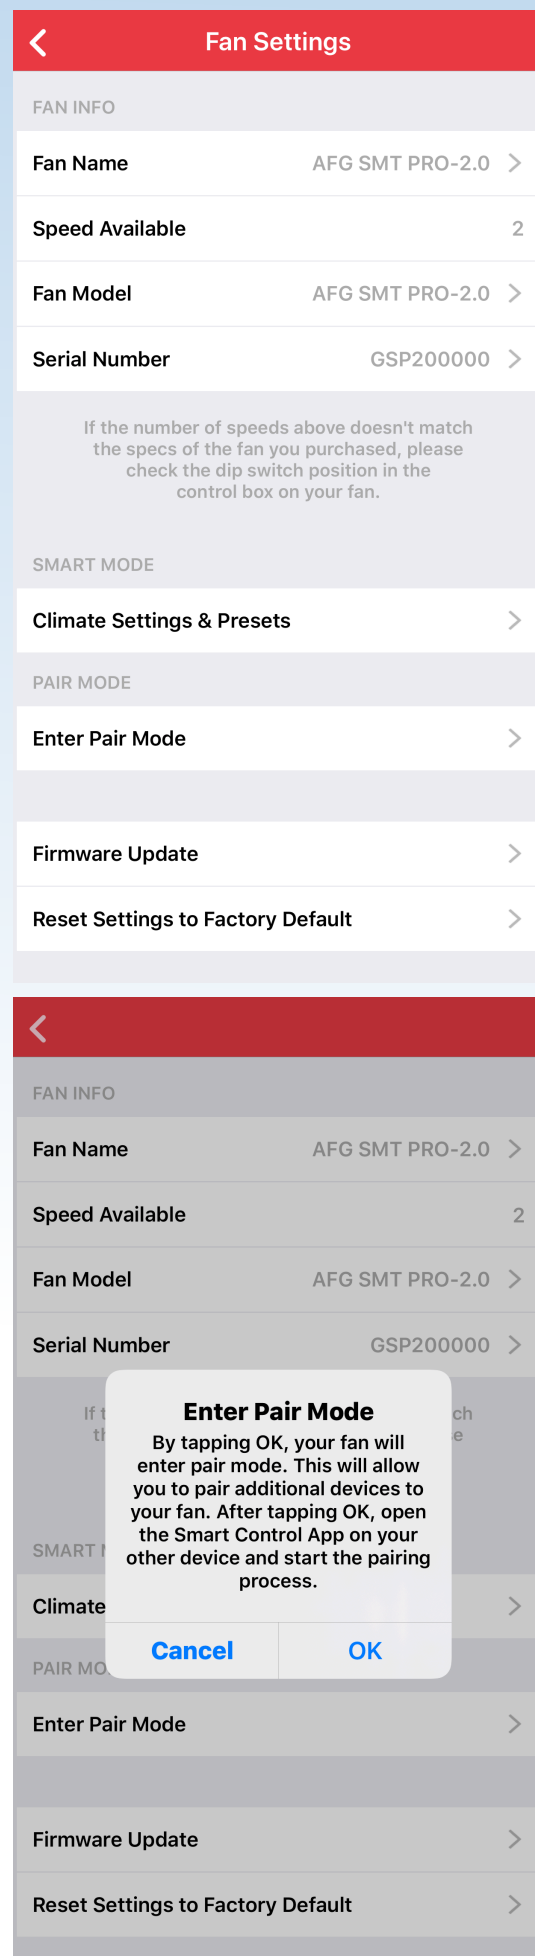 Fan Settings
FAN INFO
Fan Name AFG SMT PRO-2.0
Speed Available 2
Fan Model AFG SMT PRO-2.0
Serial Number GSP200000
If the number of speeds above doesn't match
the specs of the fan you purchased, please
check the dip switch position in the
control box on your fan.
SMART MODE
Climate Settings & Presets
PAIR MODE
Enter Pair Mode
Firmware Update
Reset Settings to Factory Default
FAN INFO
Fan Name AFG SMT PRO-2.0
Speed Available 2
Fan Model AFG SMT PRO-2.0
Serial Number GSP200000
Enter Pair Mode
By tapping OK, your fan will
enter pair mode. This will allow
you to pair additional devices to
your fan. After tapping OK, open
the Smart Control App on your
other device and start the pairing
process.
Cancel OK
SMART
Climate
PAIR MO
Enter Pair Mode
Firmware Update
Reset Settings to Factory Default